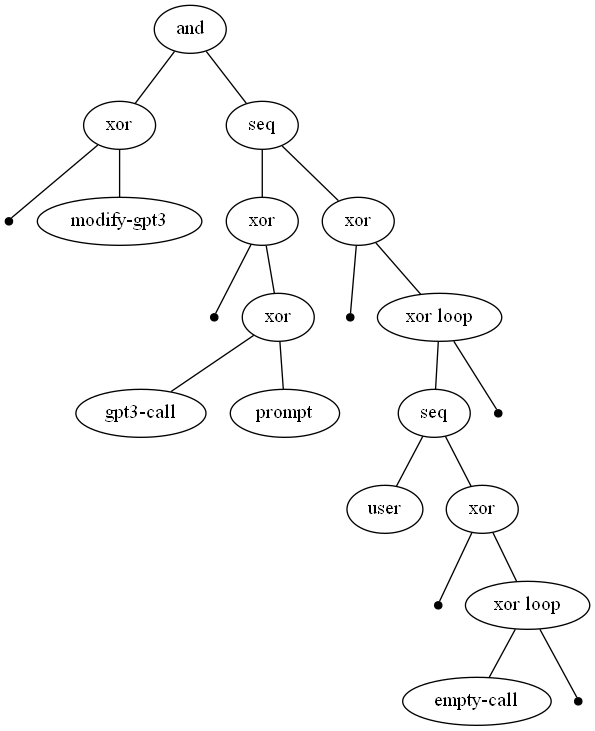 and
xor
seq
modify-gpt3
xor
xor
xor
xor loop
gpt3-call
prompt
seq
user
xor
xor loop
empty-call